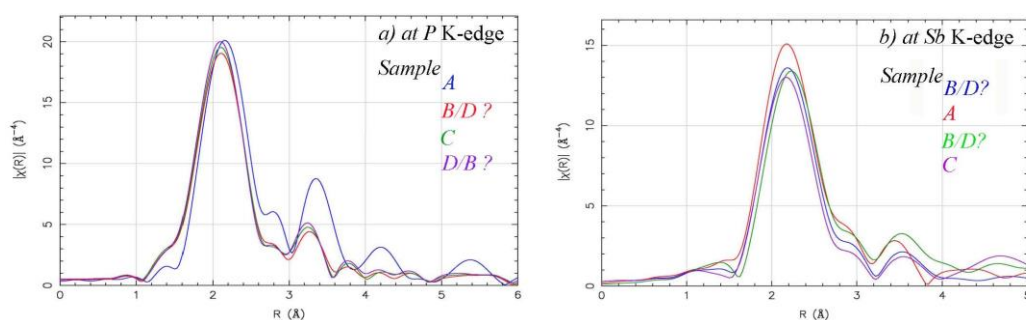 a) at P K-edge
Sample
A
B/D ?
C
D/B ?
|χ(R)| (Å⁻⁴)
20
15
10
5
0
0 1 2 3 4 5 6
R (Å)
b) at Sb K-edge
Sample
B/D?
A
B/D?
C
|χ(R)| (Å⁻⁴)
15
10
5
0
0 1 2 3 4 5
R (Å)